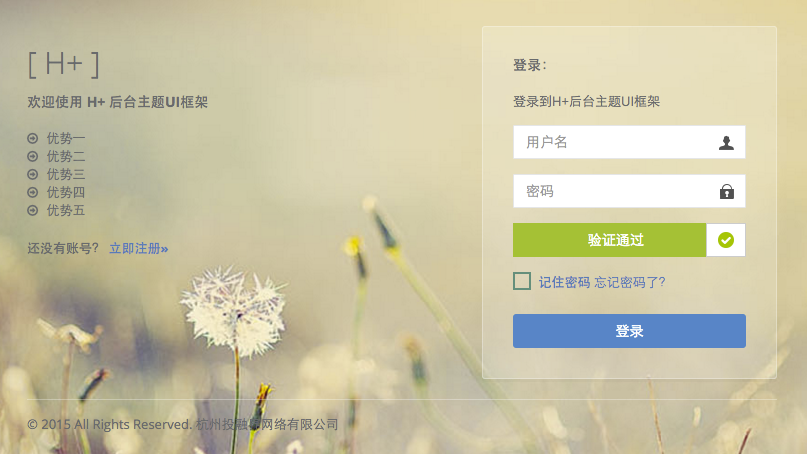 [ H+ ]
欢迎使用 H+ 后台主题UI框架
优势一
优势二
优势三
优势四
优势五
还没有账号? 立即注册»
登录:
登录到H+后台主题UI框架
用户名
密码
验证通过
记住密码 忘记密码了?
登录
© 2015 All Rights Reserved. 杭州投融 网络有限公司